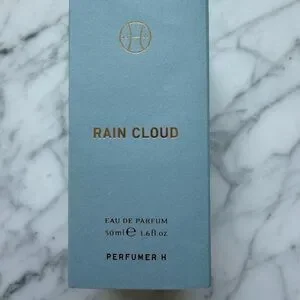 H
RAIN CLOUD
EAU DE PARFUM
50ml e 1.6fl.oz
PERFUMER H